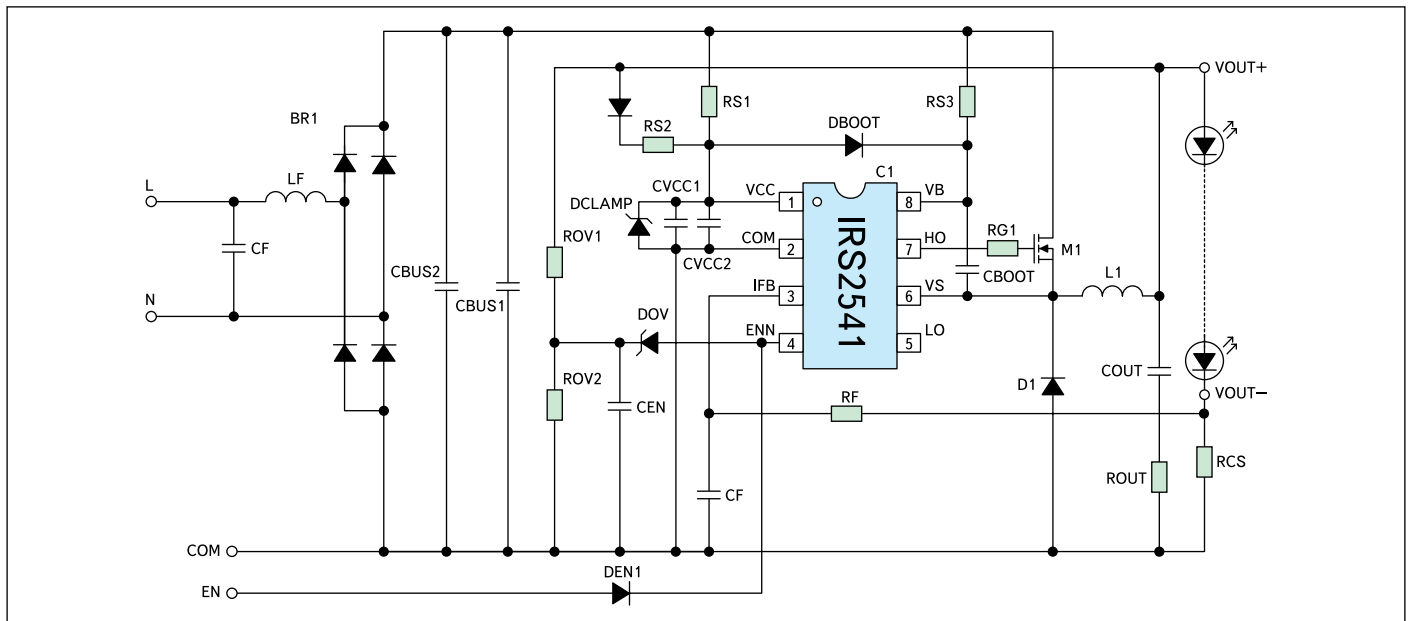 VOUT+
RS1
RS3
BR1
DBOOT
RS2
C1
L
LF
CVCC1
VCC
1
8
VB
DCLAMP
RG1
M1
CF
ROV1
COM
2
7
HO
L1
CVCC2
CBOOT
IRS2541
CBUS2
CBUS1
IFB
3
6
VS
N
DOV
ENN
4
5
LO
COUT
D1
VOUT−
ROV2
CEN
RF
RCS
CF
ROUT
COM
DEN1
EN